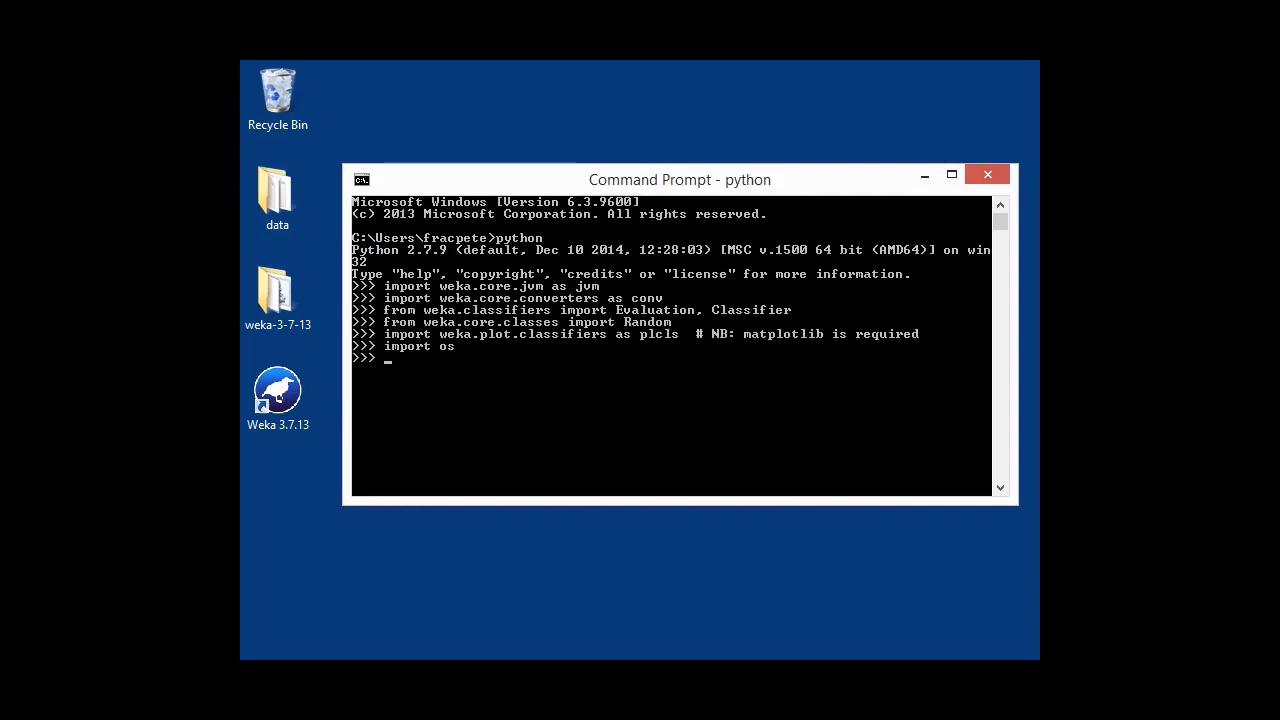 Recycle Bin
data
weka-3-7-13
Weka 3.7.13
Command Prompt - python
Microsoft Windows [Version 6.3.9600]
(c) 2013 Microsoft Corporation. All rights reserved.
C:\Users\fracpete>python
Python 2.7.9 (default, Dec 10 2014, 12:28:03) [MSC v.1500 64 bit (AMD64)] on win
32
Type "help", "copyright", "credits" or "license" for more information.
>>> import weka.core.jvm as jvm
>>> import weka.core.converters as conv
>>> from weka.classifiers import Evaluation, Classifier
>>> from weka.core.classes import Random
>>> import weka.plot.classifiers as plcls  # NB: matplotlib is required
>>> import os
>>> _